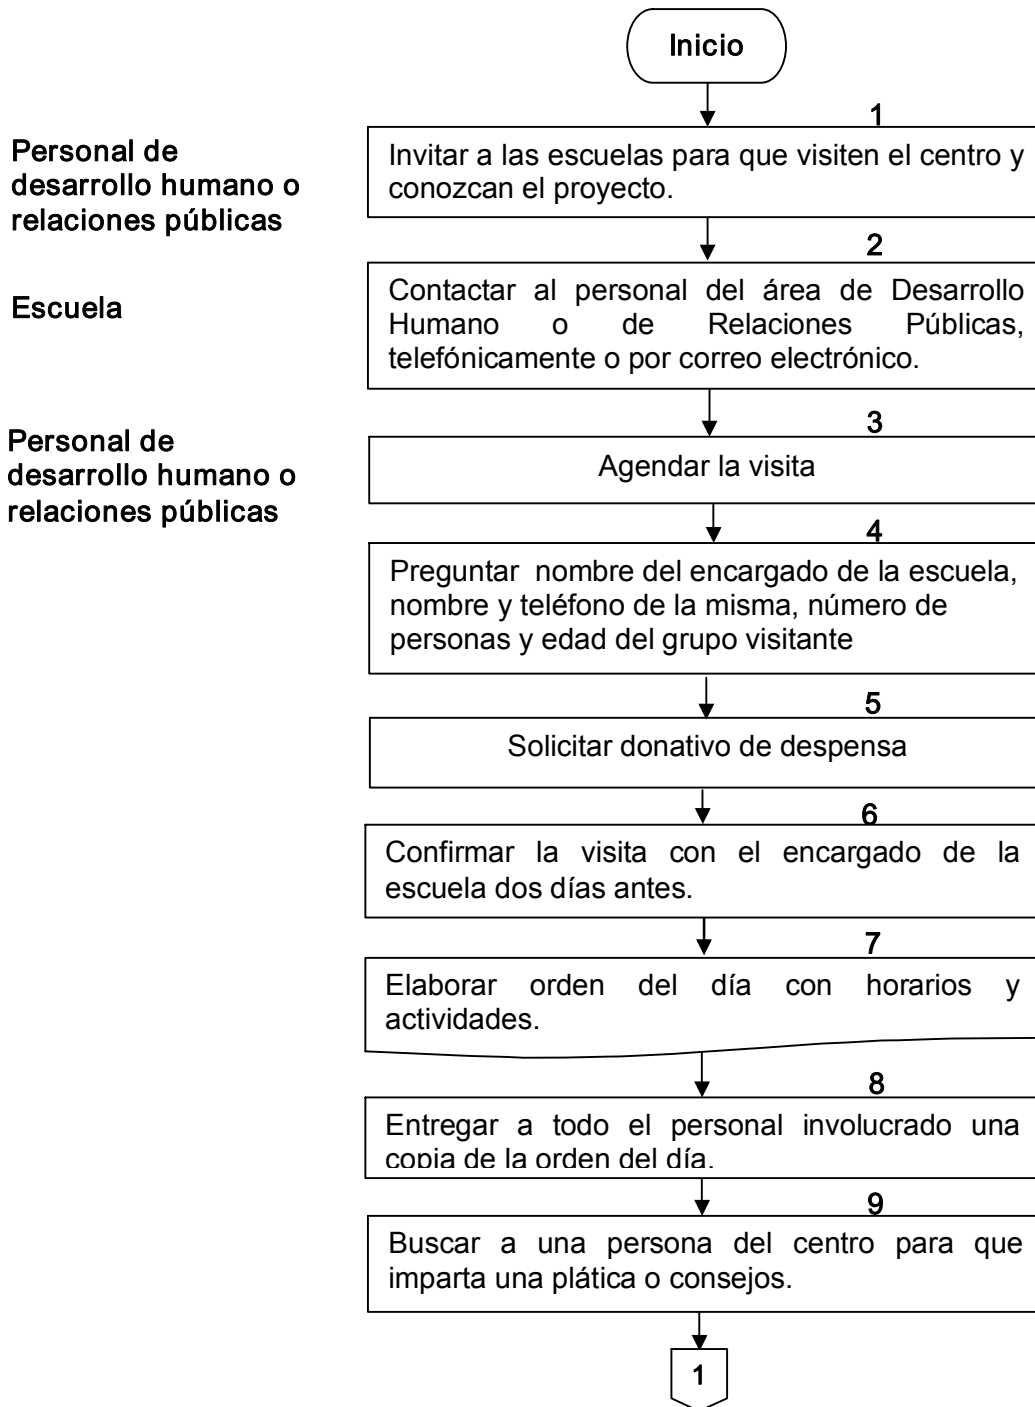 Inicio
1
Personal de
desarrollo humano o
relaciones públicas
Invitar a las escuelas para que visiten el centro y
conozcan el proyecto.
2
Escuela
Contactar al personal del área de Desarrollo
Humano o de Relaciones Públicas,
telefónicamente o por correo electrónico.
3
Personal de
desarrollo humano o
relaciones públicas
Agendar la visita
4
Preguntar nombre del encargado de la escuela,
nombre y teléfono de la misma, número de
personas y edad del grupo visitante
5
Solicitar donativo de despensa
6
Confirmar la visita con el encargado de la
escuela dos días antes.
7
Elaborar orden del día con horarios y
actividades.
8
Entregar a todo el personal involucrado una
copia de la orden del día.
9
Buscar a una persona del centro para que
imparta una plática o consejos.
1